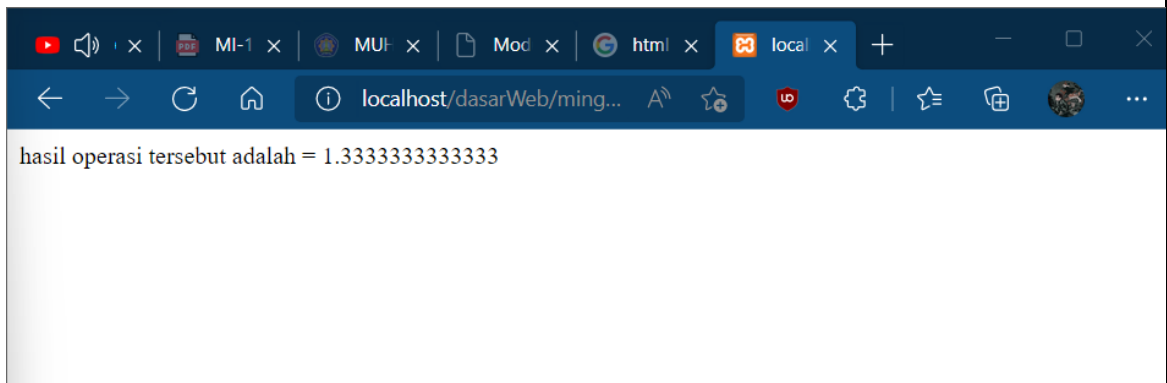 MI-1 MUH Mod html local
localhost/dasarWeb/ming...
hasil operasi tersebut adalah = 1.3333333333333